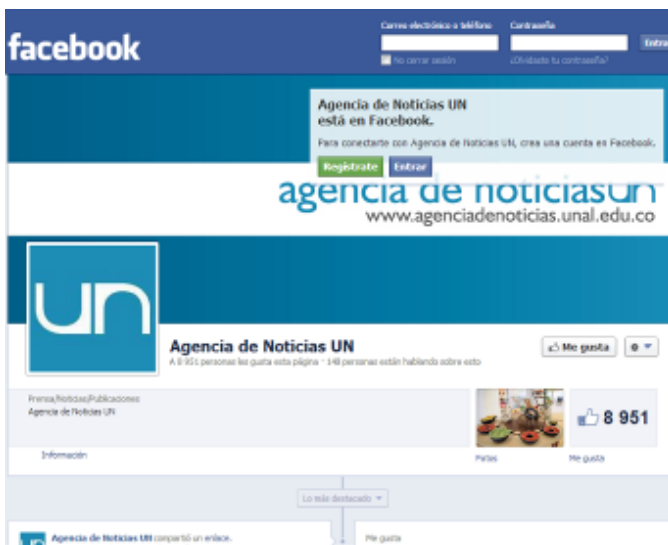 facebook
Correo electrónico o teléfono
Contraseña
Entra
No cerrar sesión
¿Olvidaste tu contraseña?
Agencia de Noticias UN
está en Facebook.
Para conectarte con Agencia de Noticias UN, crea una cuenta en Facebook.
Regístrate
Entrar
agencia de noticiasun
www.agenciadenoticias.unal.edu.co
un
Agencia de Noticias UN
A 8 951 personas les gusta esta página · 148 personas están hablando sobre esto
Me gusta
Prensa/Noticias/Publicaciones
Agencia de Noticias UN
8 951
Información
Me gusta
Lo más destacado
Agencia de Noticias UN compartió un enlace.
Me gusta